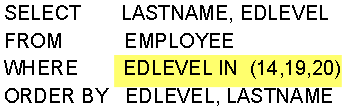 SELECT LASTNAME, EDLEVEL
FROM EMPLOYEE
WHERE EDLEVEL IN (14,19,20)
ORDER BY EDLEVEL, LASTNAME